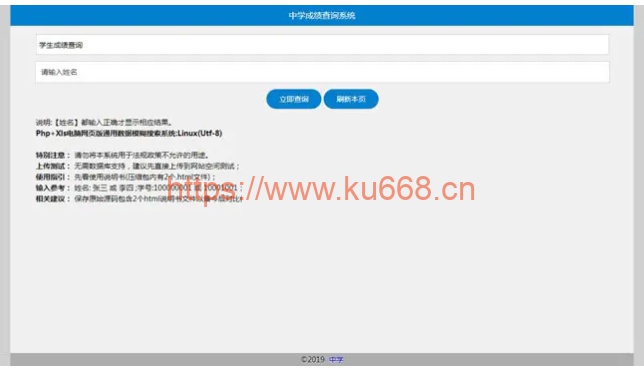 中学成绩查询系统
学生成绩查询
请输入姓名
立即查询 刷新本页
说明:【姓名】都输入正确才显示相应结果。
Php+Xls电脑网页版通用数据模糊搜索系统:Linux(Utf-8)
特别注意： 请勿将本系统用于法规政策不允许的用途。
上传测试： 无需数据库支持，建议先直接上传到网站空间测试；
使用指引： 先看使用说明书(压缩包内有2个.html文件)；
输入参考： 姓名: 张三 或 李四 ;学号:100000001 或 10001001；
相关建议： 保存原始源码包含2个html说明书文件以备今后对比
https://www.ku668.cn
©2019 中学